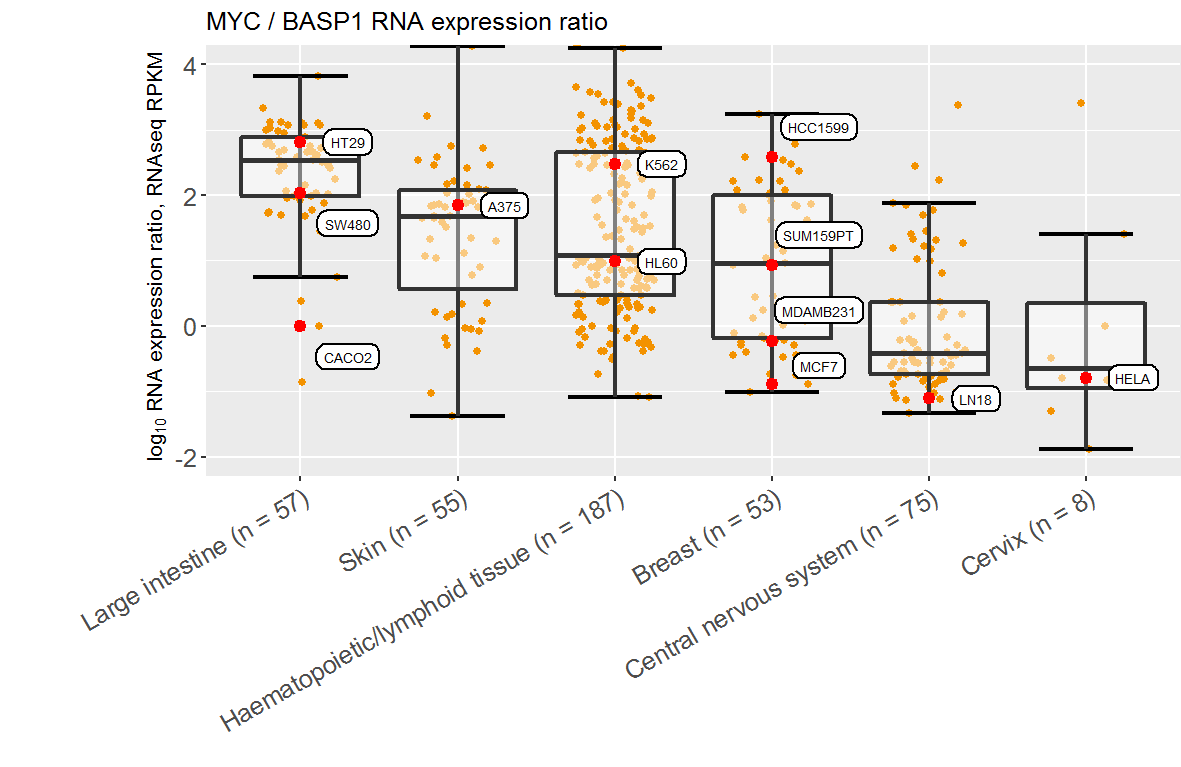 MYC / BASP1 RNA expression ratio
log10 RNA expression ratio, RNAseq RPKM
4
2
0
-2
HT29
SW480
CACO2
A375
K562
HL60
HCC1599
SUM159PT
MDAMB231
MCF7
LN18
HELA
Large intestine (n = 57)
Skin (n = 55)
Haematopoietic/lymphoid tissue (n = 187)
Breast (n = 53)
Central nervous system (n = 75)
Cervix (n = 8)